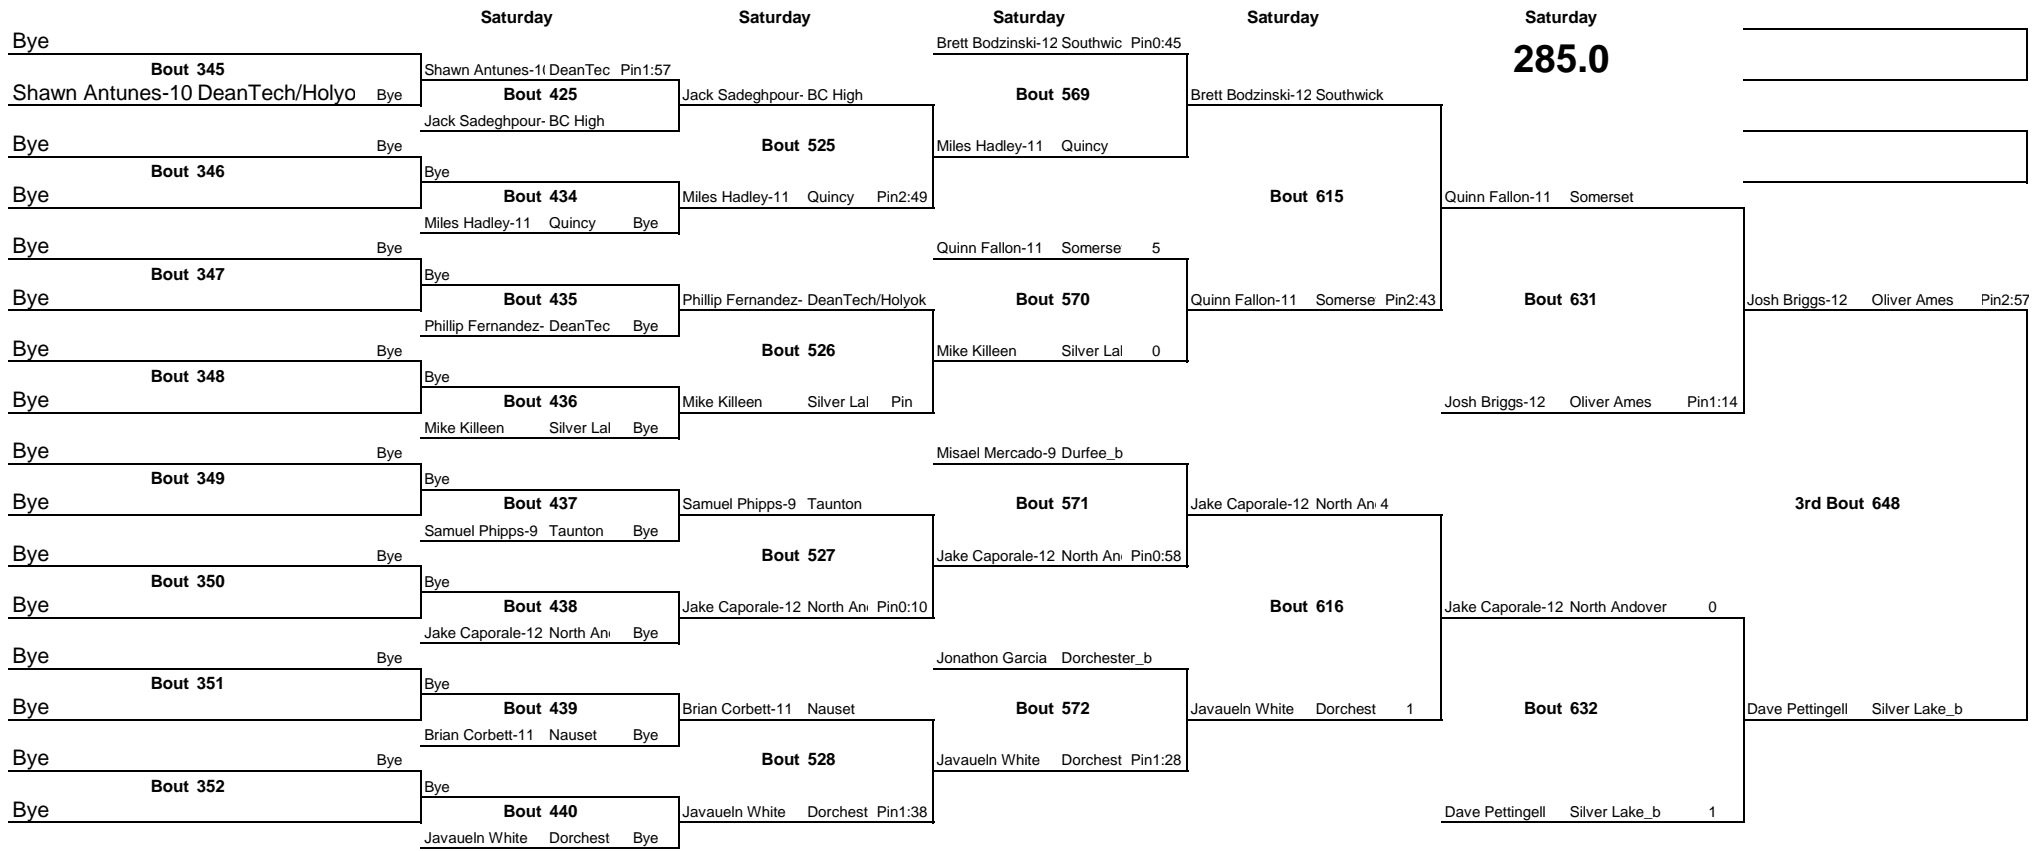 Saturday Saturday Saturday Saturday Saturday
Bye Brett Bodzinski-12 Southwic Pin0:45
285.0
Bout 345 Shawn Antunes-1( DeanTec Pin1:57
Shawn Antunes-10 DeanTech/Holyo Bye Bout 425 Jack Sadeghpour- BC High Bout 569 Brett Bodzinski-12 Southwick
Jack Sadeghpour- BC High
Bye Bye Bout 525 Miles Hadley-11 Quincy
Bout 346 Bye
Bye Bout 434 Miles Hadley-11 Quincy Pin2:49 Bout 615 Quinn Fallon-11 Somerset
Miles Hadley-11 Quincy Bye
Bye Bye Quinn Fallon-11 Somerse 5
Bout 347 Bye
Bye Bout 435 Phillip Fernandez- DeanTech/Holyok Bout 570 Quinn Fallon-11 Somerse Pin2:43 Bout 631 Josh Briggs-12 Oliver Ames Pin2:57
Phillip Fernandez- DeanTec Bye
Bye Bye Bout 526 Mike Killeen Silver Lal 0
Bout 348 Bye
Bye Bout 436 Mike Killeen Silver Lal Pin Josh Briggs-12 Oliver Ames Pin1:14
Mike Killeen Silver Lal Bye
Bye Bye Misael Mercado-9 Durfee_b
Bout 349 Bye
Bye Bout 437 Samuel Phipps-9 Taunton Bout 571 Jake Caporale-12 North An 4 3rd Bout 648
Samuel Phipps-9 Taunton Bye
Bye Bye Bout 527 Jake Caporale-12 North An Pin0:58
Bout 350 Bye
Bye Bout 438 Jake Caporale-12 North An Pin0:10 Bout 616 Jake Caporale-12 North Andover 0
Jake Caporale-12 North An Bye
Bye Bye Jonathon Garcia Dorchester_b
Bout 351 Bye
Bye Bout 439 Brian Corbett-11 Nauset Bout 572 Javaueln White Dorchest 1 Bout 632 Dave Pettingell Silver Lake_b
Brian Corbett-11 Nauset Bye
Bye Bye Bout 528 Javaueln White Dorchest Pin1:28
Bout 352 Bye
Bye Bout 440 Javaueln White Dorchest Pin1:38 Dave Pettingell Silver Lake_b 1
Javaueln White Dorchest Bye